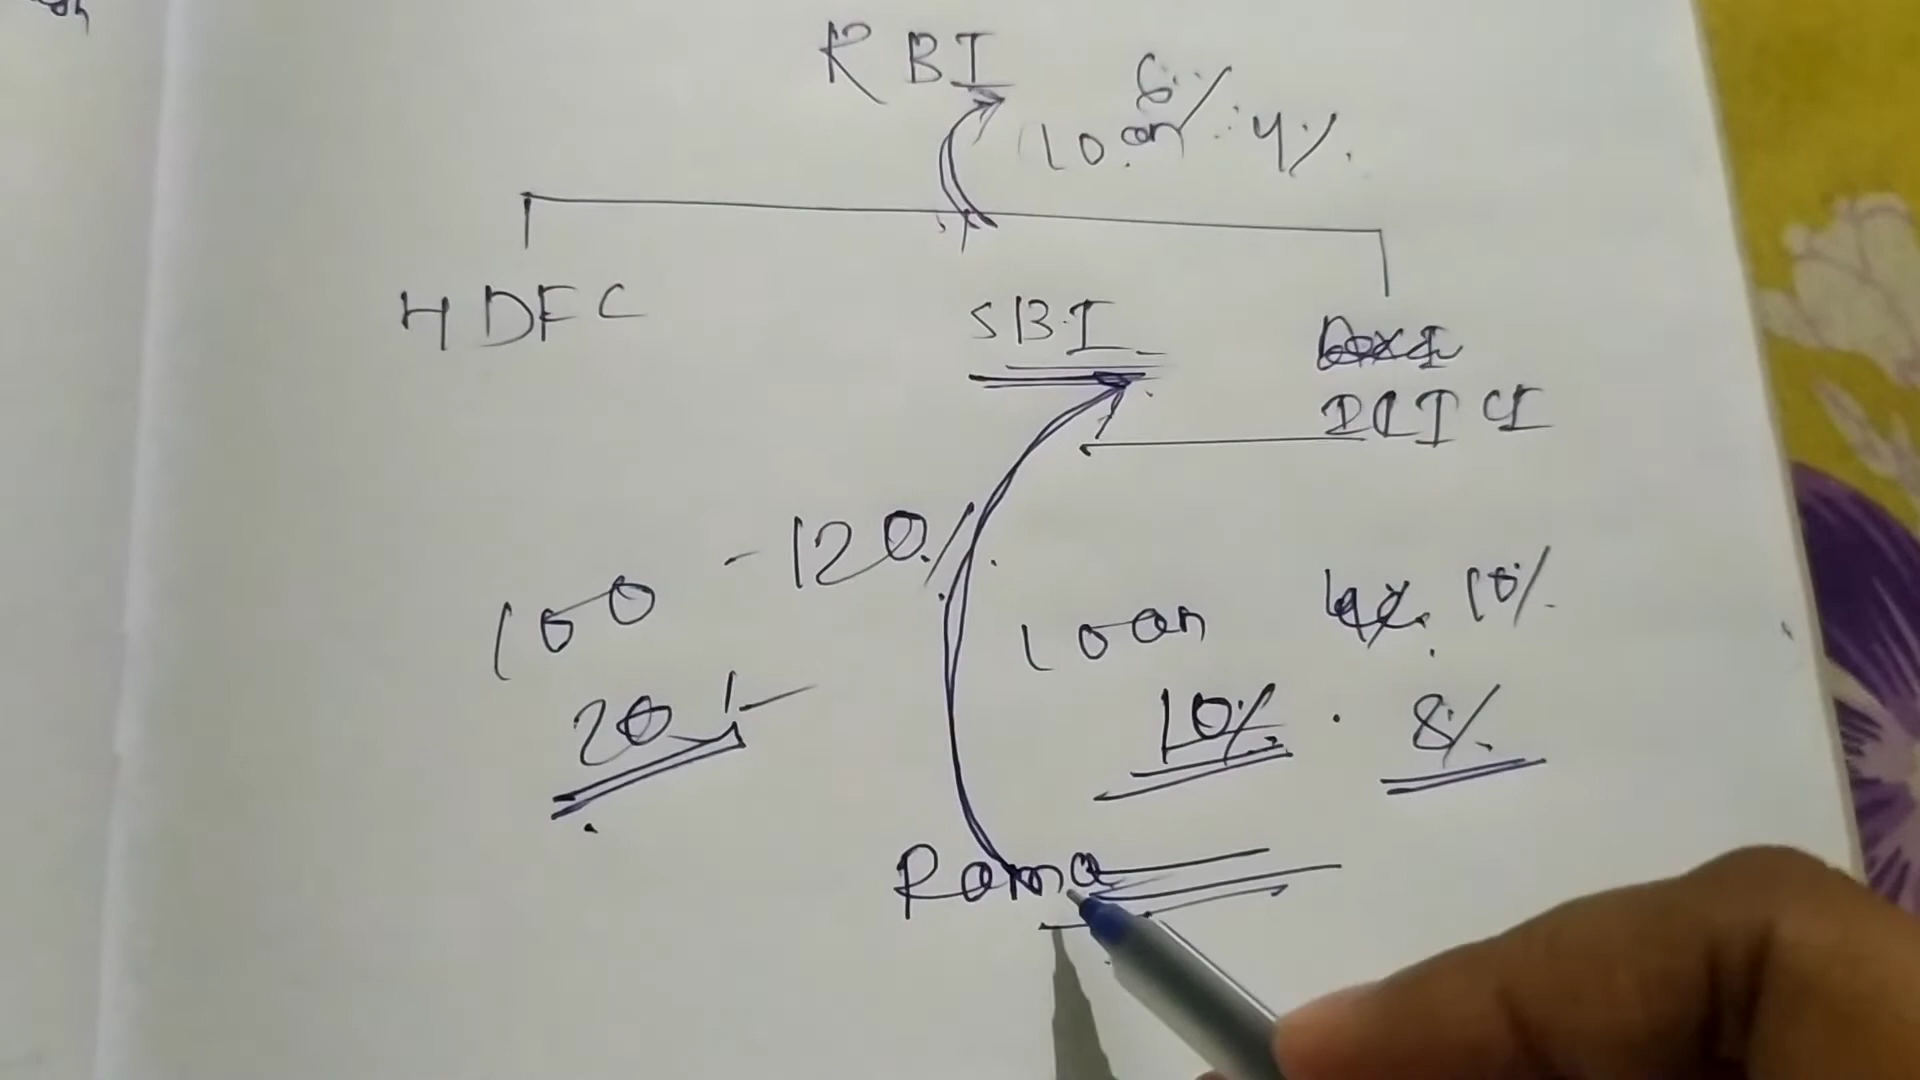 RBI
6%
loan 4%.
HDFC
SBI
ICICI
100 - 120/
loan 10%.
20/-
10% 8%
Rama